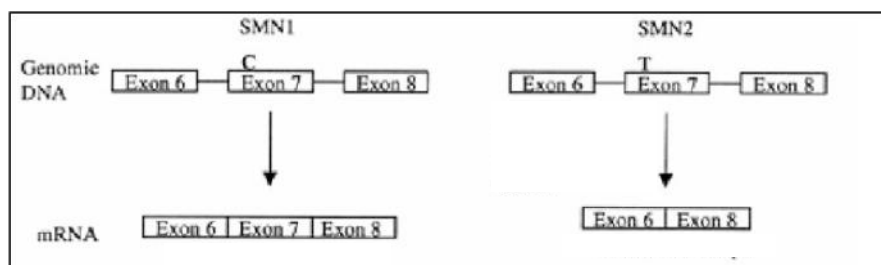 SMN1 SMN2
C T
Genomic
DNA
Exon 6 Exon 7 Exon 8 Exon 6 Exon 7 Exon 8
mRNA Exon 6 Exon 7 Exon 8 Exon 6 Exon 8